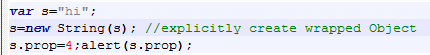 var s="hi";
s=new String(s); //explicitly create wrapped Object
s.prop=4;alert(s.prop);